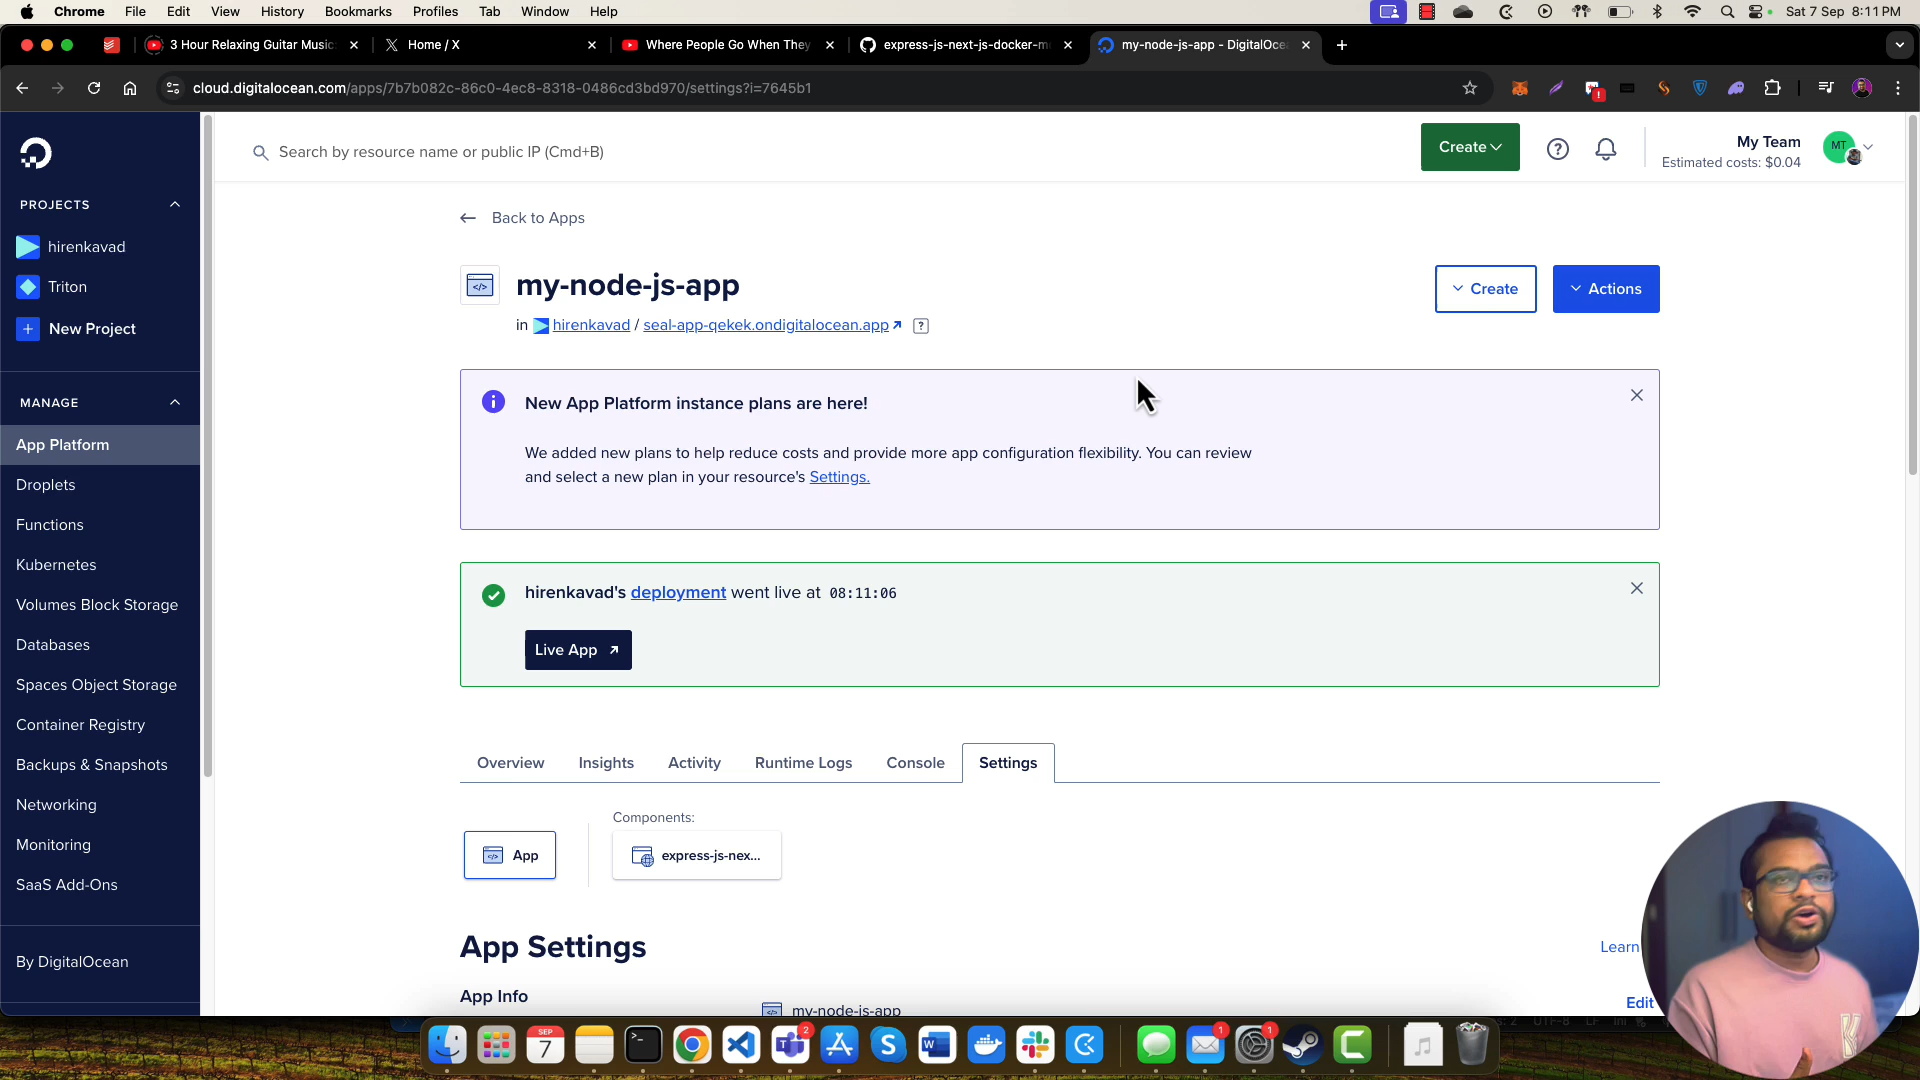 Chrome File Edit View History Bookmarks Profiles Tab Window Help Sat 7 Sep 8:11 PM
3 Hour Relaxing Guitar Music: Home / X Where People Go When They express-js-next-js-docker-m my-node-js-app - DigitalOce
cloud.digitalocean.com/apps/7b7b082c-86c0-4ec8-8318-0486cd3bd970/settings?i=7645b1
Search by resource name or public IP (Cmd+B)
Create
My Team
Estimated costs: $0.04
MT
PROJECTS
hirenkavad
Triton
New Project
MANAGE
App Platform
Droplets
Functions
Kubernetes
Volumes Block Storage
Databases
Spaces Object Storage
Container Registry
Backups & Snapshots
Networking
Monitoring
SaaS Add-Ons
By DigitalOcean
Back to Apps
my-node-js-app
in hirenkavad / seal-app-qekek.ondigitalocean.app
Create
Actions
New App Platform instance plans are here!
We added new plans to help reduce costs and provide more app configuration flexibility. You can review
and select a new plan in your resource's Settings.
hirenkavad's deployment went live at 08:11:06
Live App
Overview Insights Activity Runtime Logs Console Settings
Components:
App
express-js-nex...
App Settings
Learn
App Info
my-node-js-app
Edit
SEP
7
2
1
1